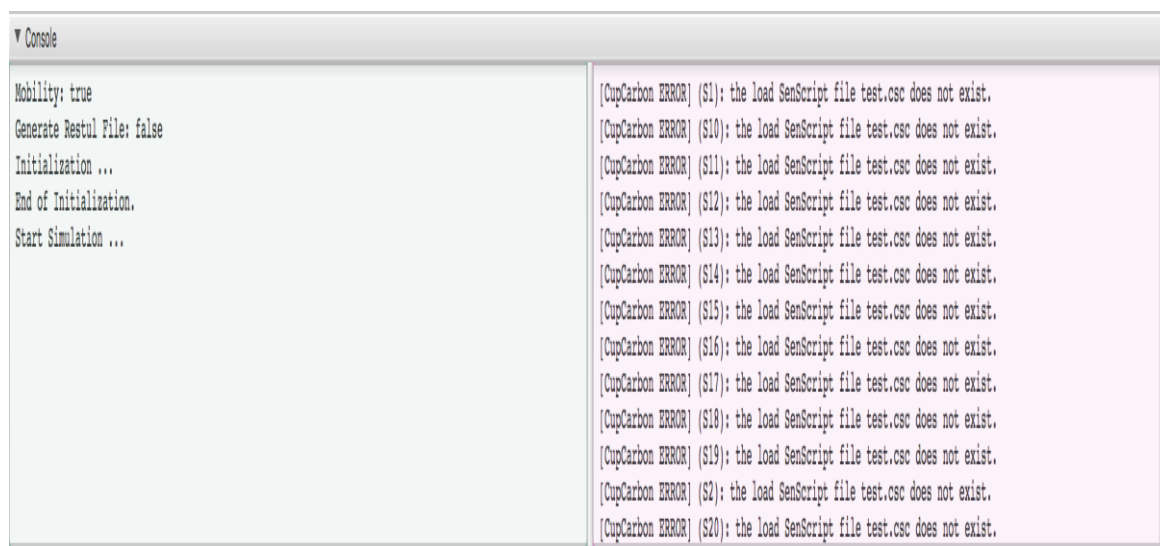 ▼ Console
Mobility: true
Generate Restul File: false
Initialization ...
End of Initialization.
Start Simulation ...
[CupCarbon ERROR] (S1): the load SenScript file test.csc does not exist.
[CupCarbon ERROR] (S10): the load SenScript file test.csc does not exist.
[CupCarbon ERROR] (S11): the load SenScript file test.csc does not exist.
[CupCarbon ERROR] (S12): the load SenScript file test.csc does not exist.
[CupCarbon ERROR] (S13): the load SenScript file test.csc does not exist.
[CupCarbon ERROR] (S14): the load SenScript file test.csc does not exist.
[CupCarbon ERROR] (S15): the load SenScript file test.csc does not exist.
[CupCarbon ERROR] (S16): the load SenScript file test.csc does not exist.
[CupCarbon ERROR] (S17): the load SenScript file test.csc does not exist.
[CupCarbon ERROR] (S18): the load SenScript file test.csc does not exist.
[CupCarbon ERROR] (S19): the load SenScript file test.csc does not exist.
[CupCarbon ERROR] (S2): the load SenScript file test.csc does not exist.
[CupCarbon ERROR] (S20): the load SenScript file test.csc does not exist.